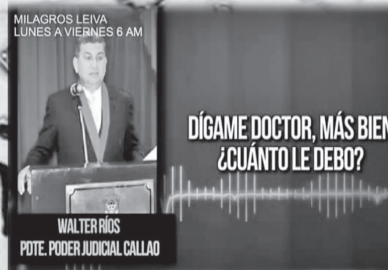 MILAGROS LEIVA
LUNES A VIERNES 6 AM
DÍGAME DOCTOR, MÁS BIEN
¿CUÁNTO LE DEBO?
WALTER RÍOS
PDTE. PODER JUDICIAL CALLAO